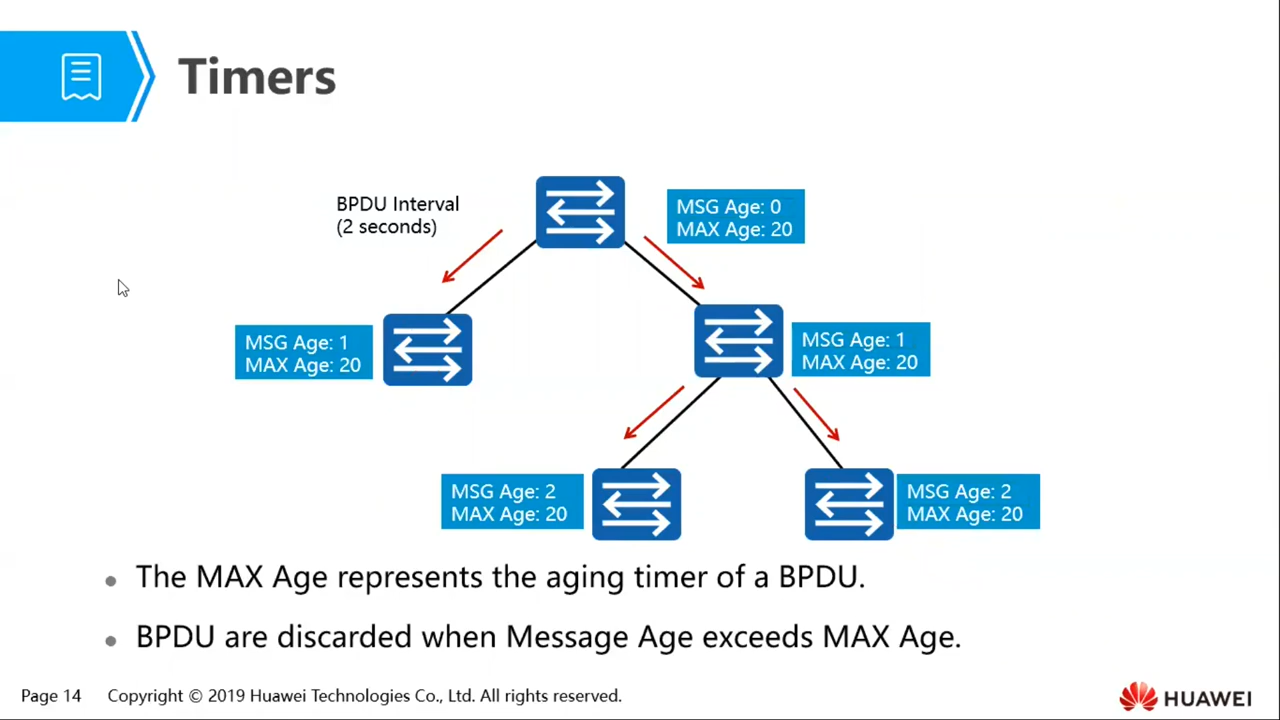 Timers
BPDU Interval
(2 seconds)
MSG Age: 0
MAX Age: 20
MSG Age: 1
MAX Age: 20
MSG Age: 1
MAX Age: 20
MSG Age: 2
MAX Age: 20
MSG Age: 2
MAX Age: 20
The MAX Age represents the aging timer of a BPDU.
BPDU are discarded when Message Age exceeds MAX Age.
Page 14 Copyright © 2019 Huawei Technologies Co., Ltd. All rights reserved.
HUAWEI